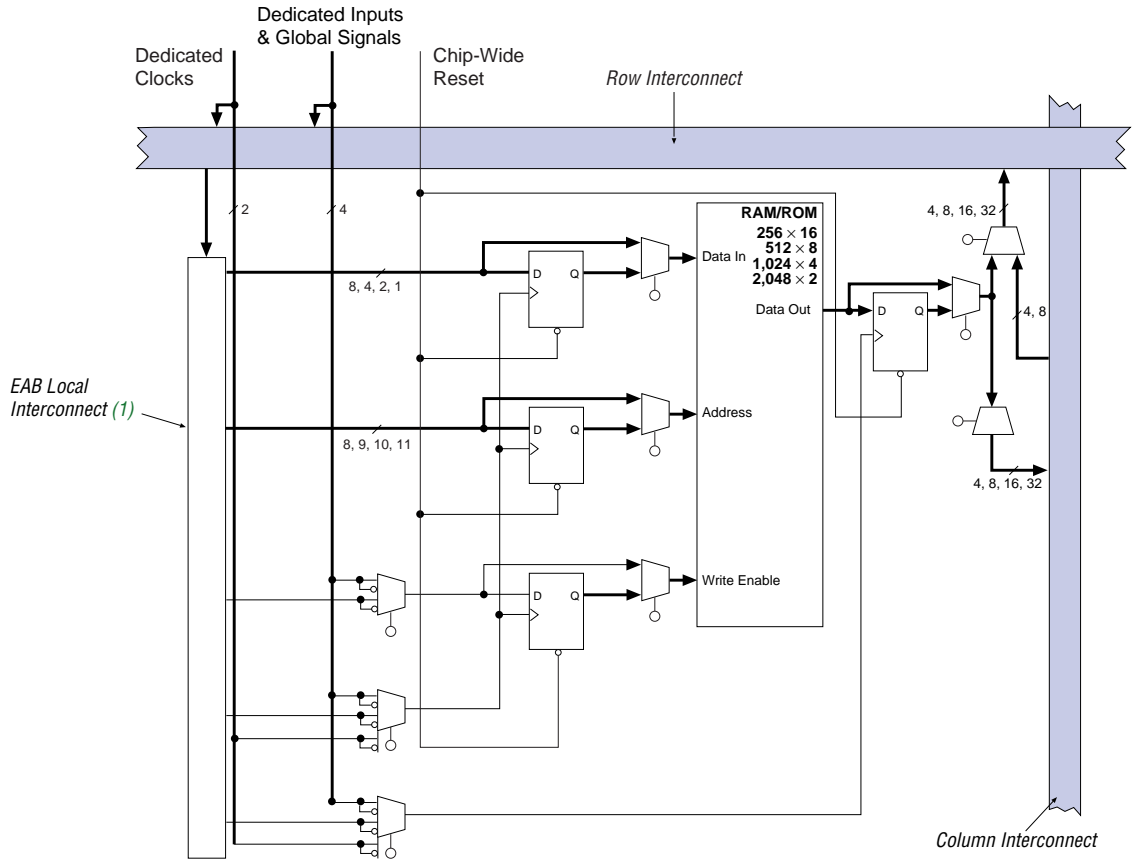 Dedicated Inputs
& Global Signals
Dedicated
Clocks
Chip-Wide
Reset
Row Interconnect
2
4
4, 8, 16, 32
RAM/ROM
256 × 16
512 × 8
1,024 × 4
2,048 × 2
Data In
D
Q
8, 4, 2, 1
Data Out
D
Q
4, 8
EAB Local
Interconnect (1)
Address
D
Q
8, 9, 10, 11
4, 8, 16, 32
Write Enable
D
Q
Column Interconnect